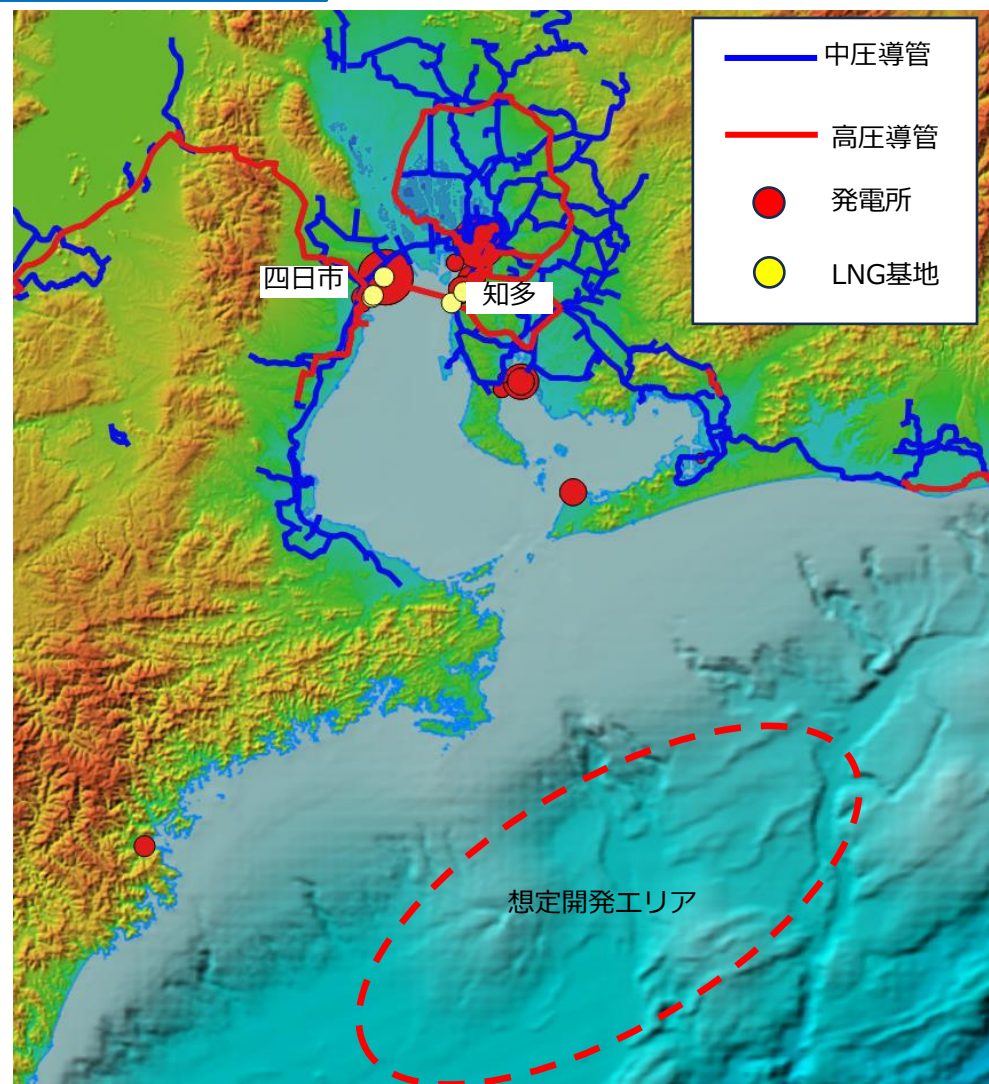 中圧導管
高圧導管
発電所
LNG基地
四日市
知多
想定開発エリア